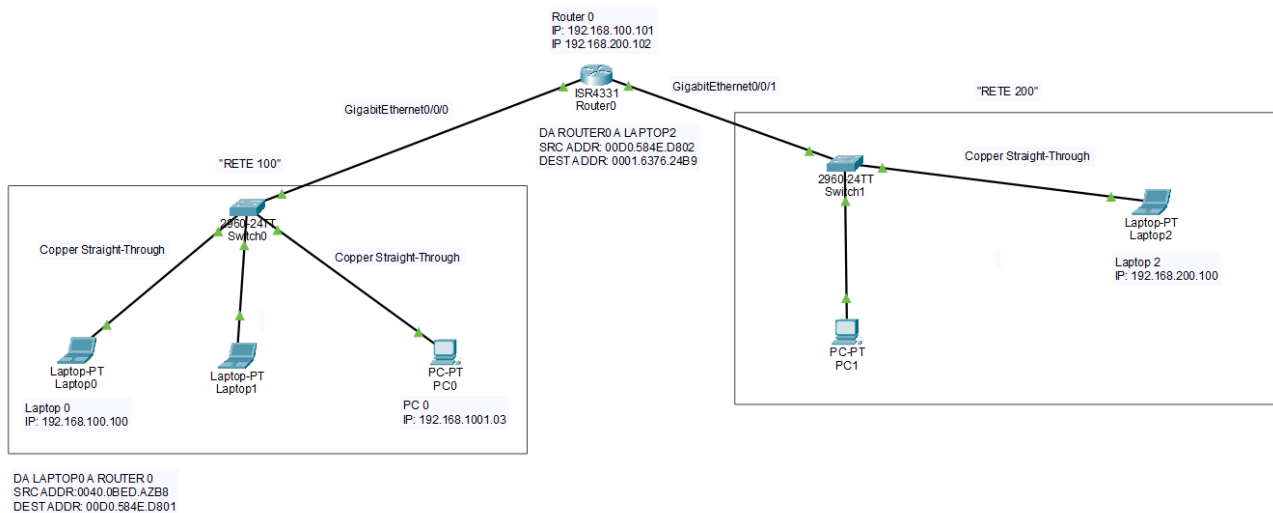 Router 0
IP: 192.168.100.101
IP 192.168.200.102
ISR4331
Router0
GigabitEthernet0/0/0
GigabitEthernet0/0/1
DA ROUTER0 A LAPTOP2
SRC ADDR: 00D0.584E.D802
DEST ADDR: 0001.6376.24B9
"RETE 100"
2960-24TT
Switch0
Copper Straight-Through
Copper Straight-Through
Laptop-PT
Laptop0
Laptop 0
IP: 192.168.100.100
Laptop-PT
Laptop1
PC-PT
PC0
PC 0
IP: 192.168.1001.03
DA LAPTOP0 A ROUTER 0
SRC ADDR:0040.0BED.AZB8
DEST ADDR: 00D0.584E.D801
"RETE 200"
2960-24TT
Switch1
Copper Straight-Through
Laptop-PT
Laptop2
Laptop 2
IP: 192.168.200.100
PC-PT
PC1